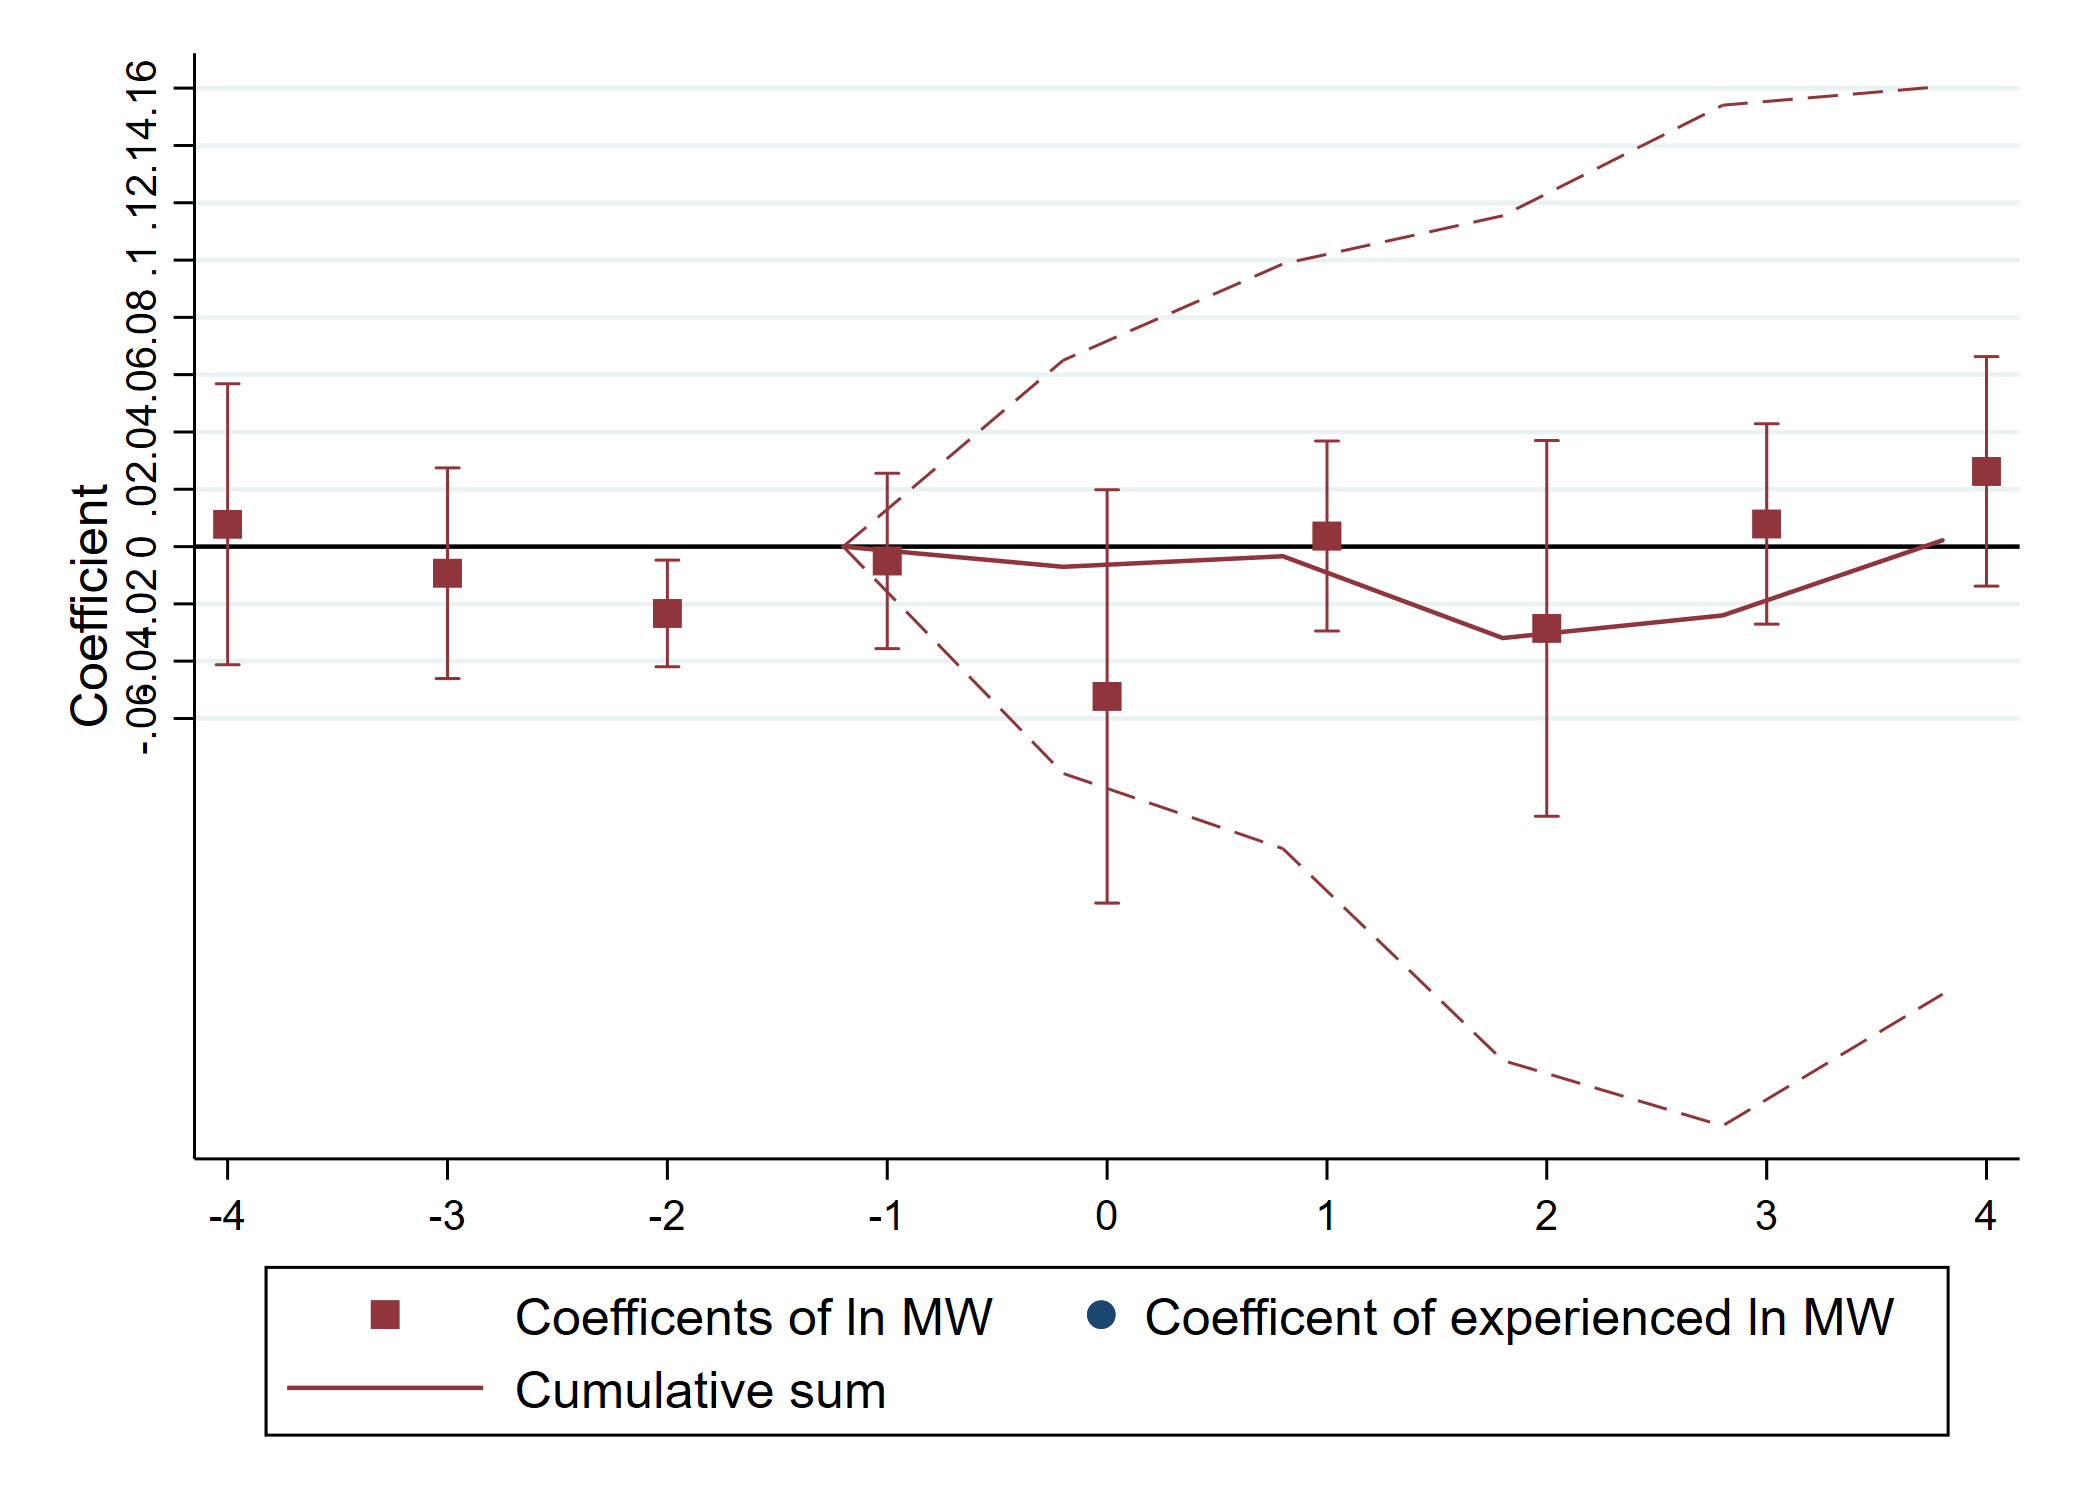 Coefficient
.16
.14
.12
.1
.08
.06
.04
.02
0
-.02
-.04
-.06
-4 -3 -2 -1 0 1 2 3 4
Coefficents of ln MW
Coefficent of experienced ln MW
Cumulative sum